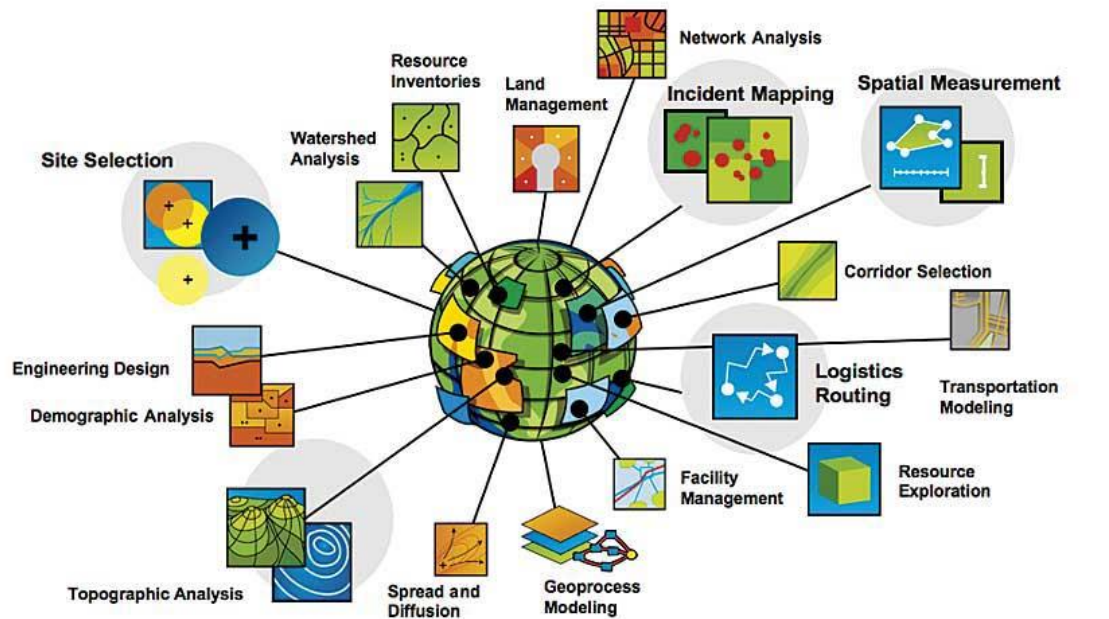 Network Analysis
Resource
Inventories
Land
Management
Incident Mapping
Spatial Measurement
Watershed
Analysis
Site Selection
Corridor Selection
Engineering Design
Logistics
Routing
Transportation
Modeling
Demographic Analysis
Facility
Management
Resource
Exploration
Topographic Analysis
Spread and
Diffusion
Geoprocess
Modeling